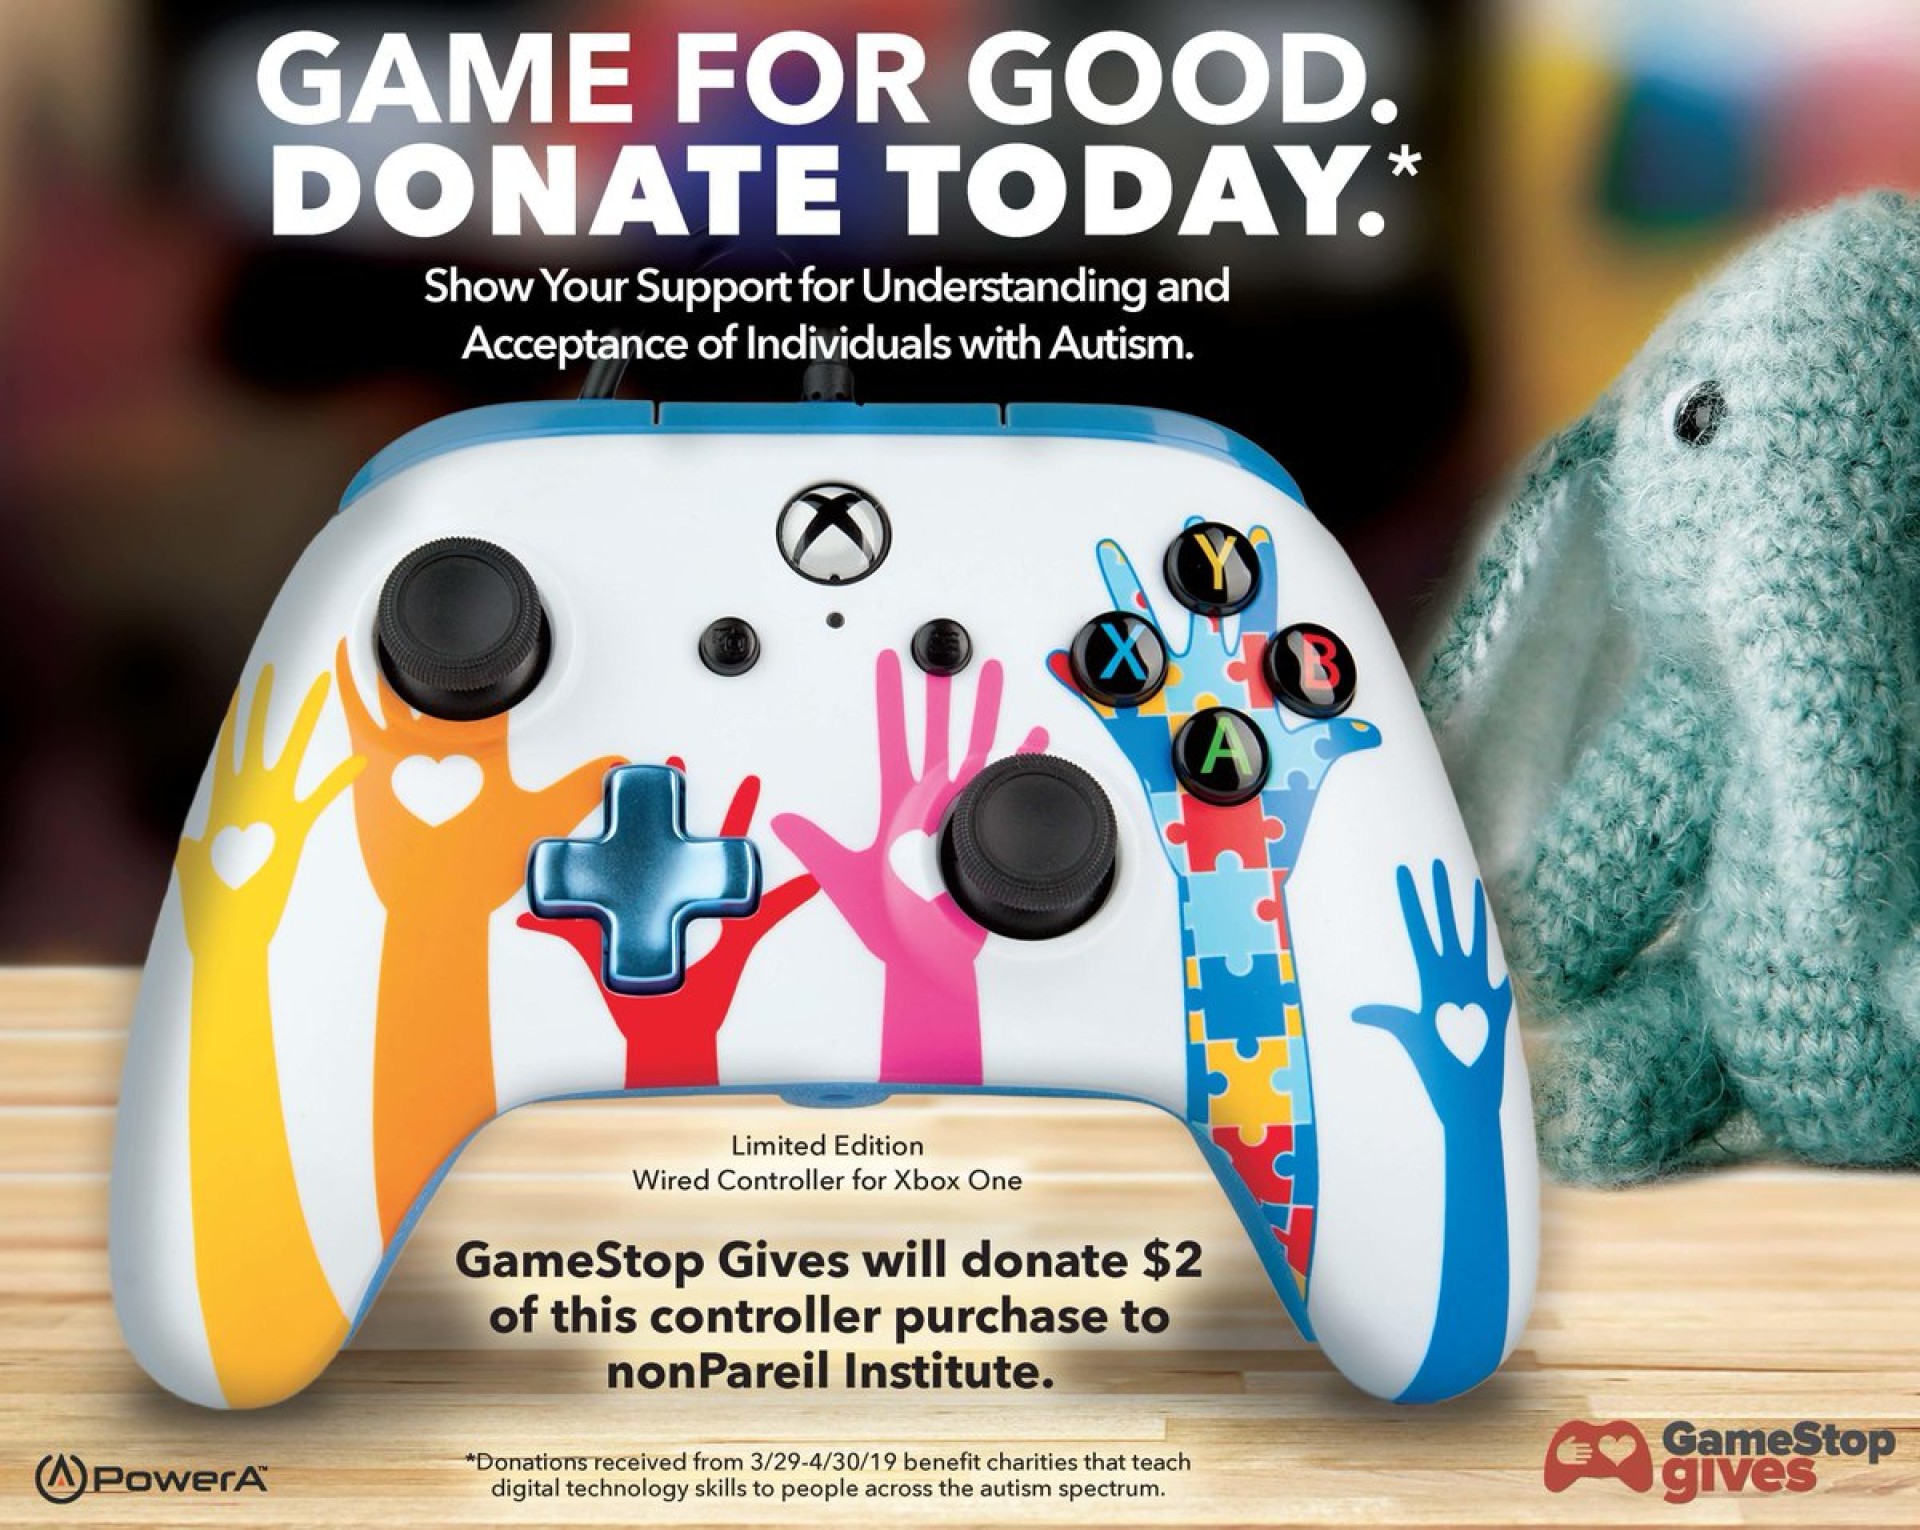 GAME FOR GOOD.
DONATE TODAY.*
Show Your Support for Understanding and
Acceptance of Individuals with Autism.
Y
X
B
A
Limited Edition
Wired Controller for Xbox One
GameStop Gives will donate $2
of this controller purchase to
nonPareil Institute.
*Donations received from 3/29-4/30/19 benefit charities that teach
digital technology skills to people across the autism spectrum.
PowerA™
GameStop
gives